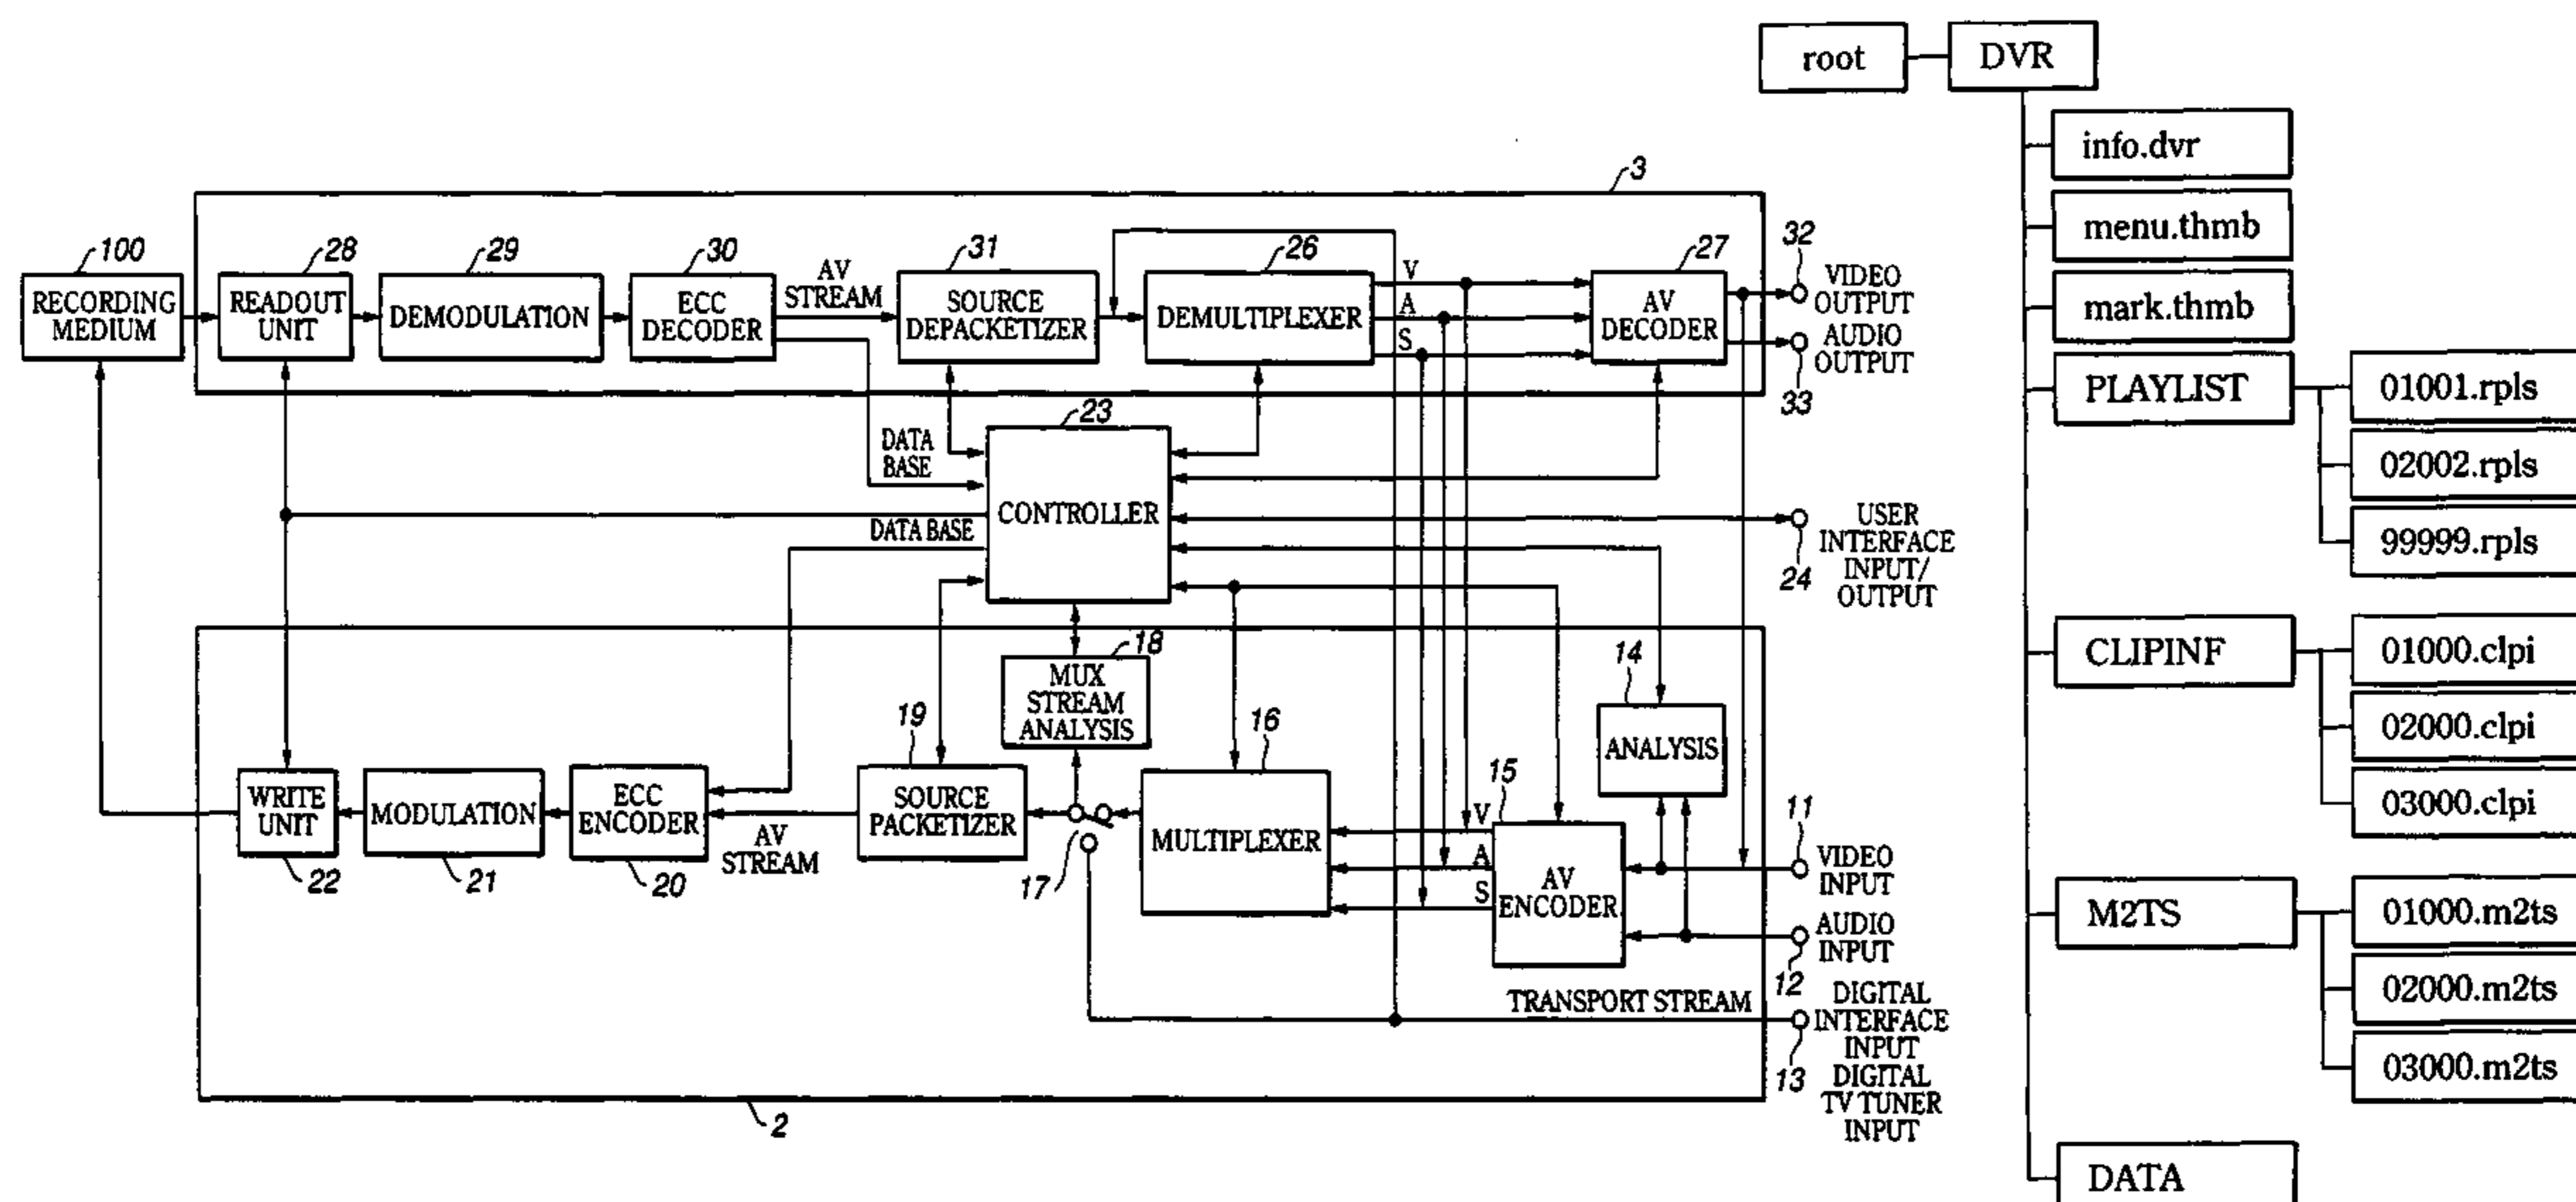 3
100
28
29
30
31
26
27
32
RECORDING
MEDIUM
READOUT
UNIT
DEMODULATION
ECC
DECODER
AV
STREAM
SOURCE
DEPACKETIZER
DEMULTIPLEXER
V
A
S
AV
DECODER
VIDEO
OUTPUT
AUDIO
OUTPUT
33
23
DATA
BASE
CONTROLLER
DATA BASE
USER
INTERFACE
INPUT/
OUTPUT
24
18
MUX
STREAM
ANALYSIS
14
ANALYSIS
19
16
15
11
WRITE
UNIT
22
MODULATION
21
ECC
ENCODER
20
AV
STREAM
SOURCE
PACKETIZER
17
MULTIPLEXER
V
A
S
AV
ENCODER
VIDEO
INPUT
AUDIO
INPUT
12
TRANSPORT STREAM
DIGITAL
INTERFACE
INPUT
DIGITAL
TV TUNER
INPUT
13
2
root
DVR
info.dvr
menu.thmb
mark.thmb
PLAYLIST
01001.rpls
02002.rpls
99999.rpls
CLIPINF
01000.clpi
02000.clpi
03000.clpi
M2TS
01000.m2ts
02000.m2ts
03000.m2ts
DATA